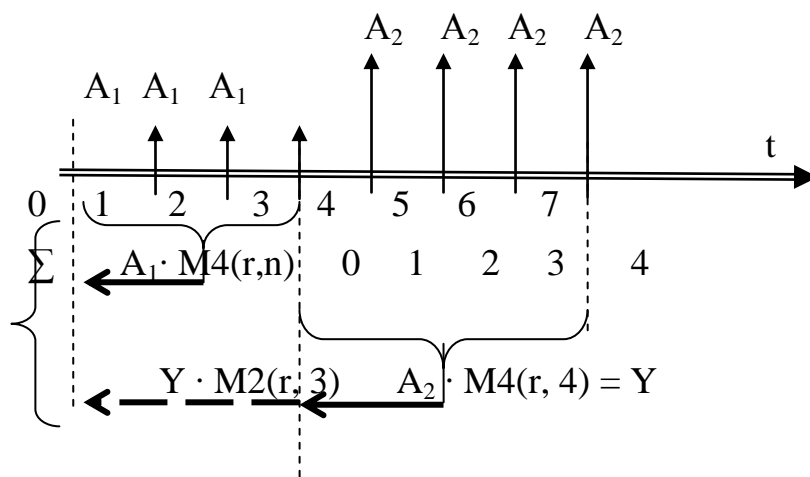 A₂ A₂ A₂ A₂
A₁ A₁ A₁
t
0 1 2 3 4 5 6 7
∑ A₁· M4(r,n) 0 1 2 3 4
Y · M2(r, 3) A₂ · M4(r, 4) = Y